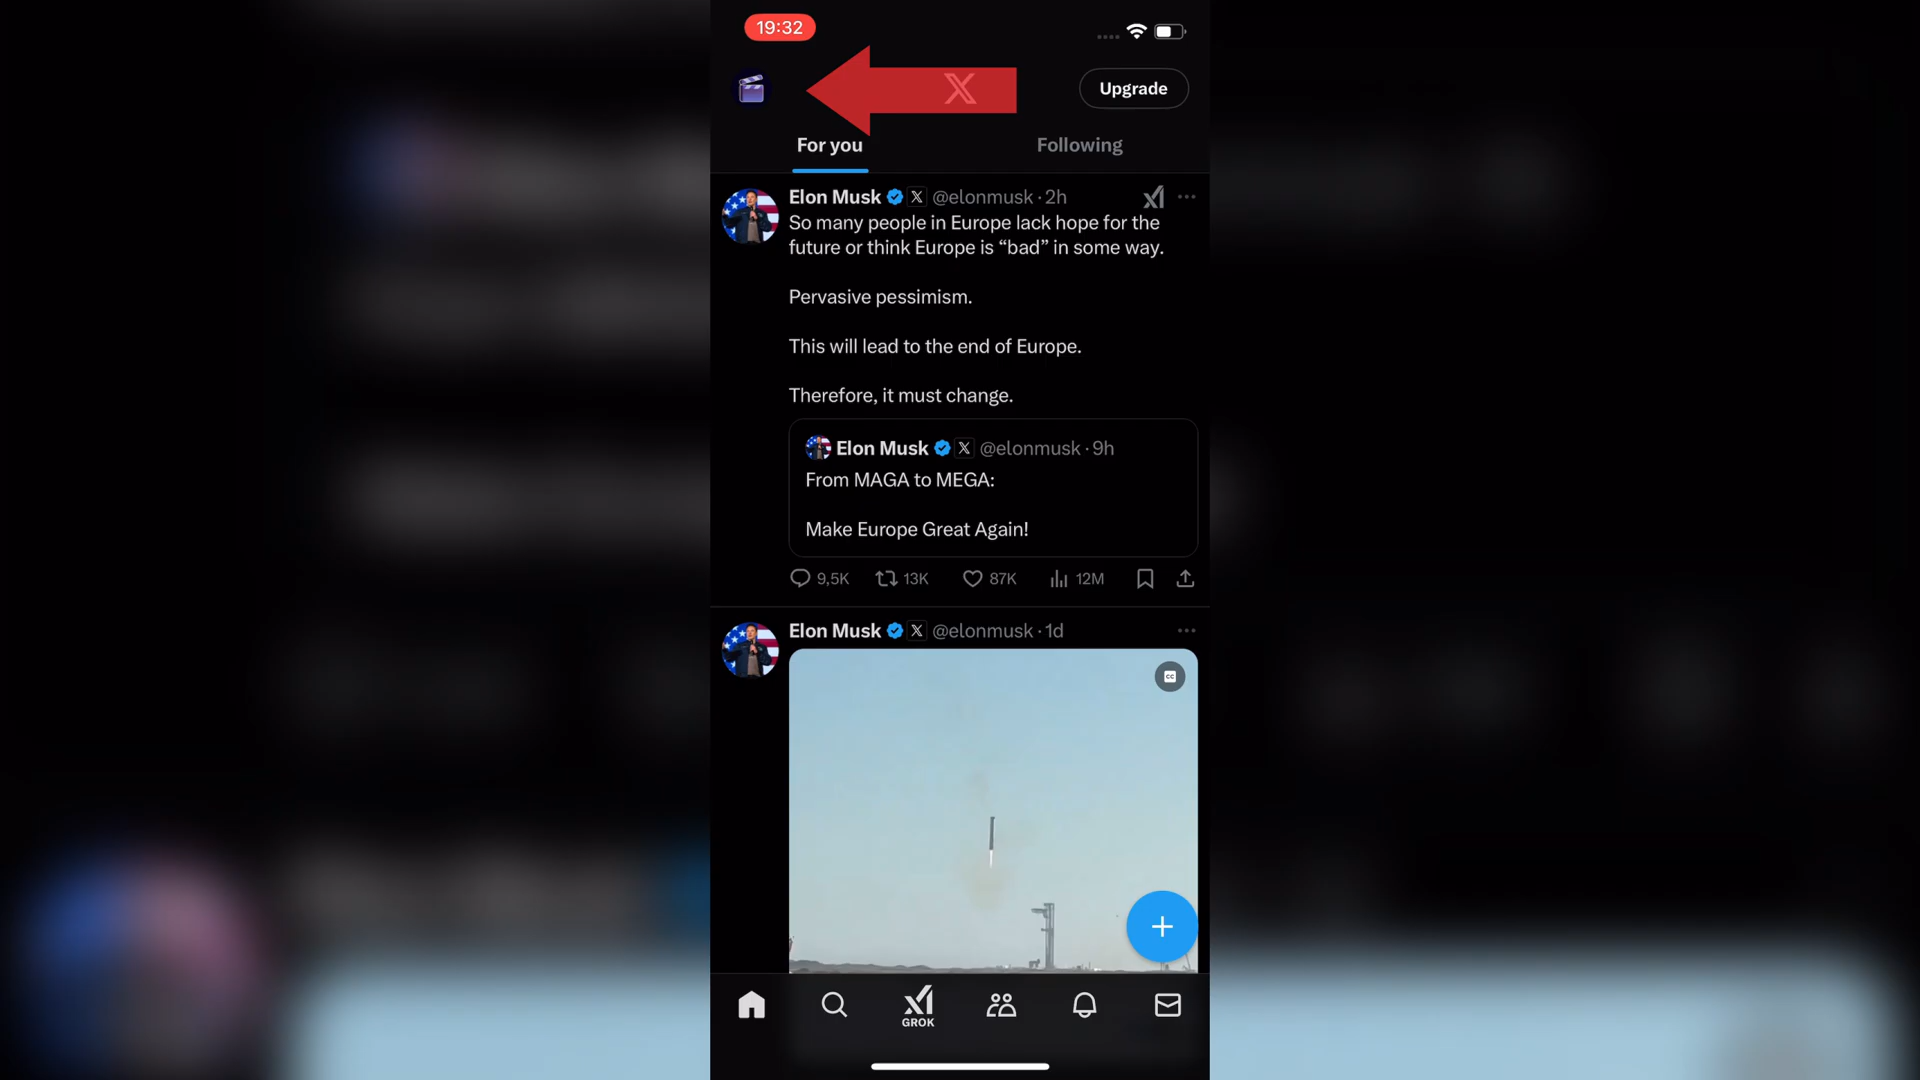 19:32
X
Upgrade
For you
Following
Elon Musk X @elonmusk · 2h
So many people in Europe lack hope for the
future or think Europe is “bad” in some way.
Pervasive pessimism.
This will lead to the end of Europe.
Therefore, it must change.
Elon Musk X @elonmusk · 9h
From MAGA to MEGA:
Make Europe Great Again!
9,5K
13K
87K
12M
Elon Musk X @elonmusk · 1d
CC
GROK